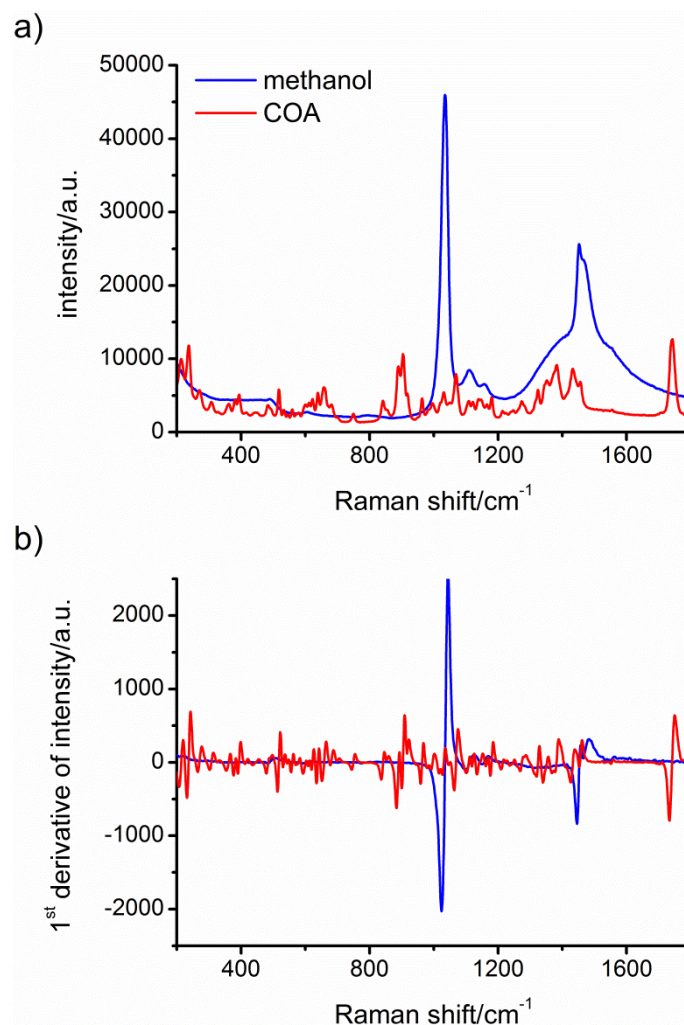 a)
50000
40000
30000
20000
10000
0
intensity/a.u.
methanol
COA
400 800 1200 1600
Raman shift/cm⁻¹
b)
2000
1000
0
-1000
-2000
1ˢᵗ derivative of intensity/a.u.
400 800 1200 1600
Raman shift/cm⁻¹